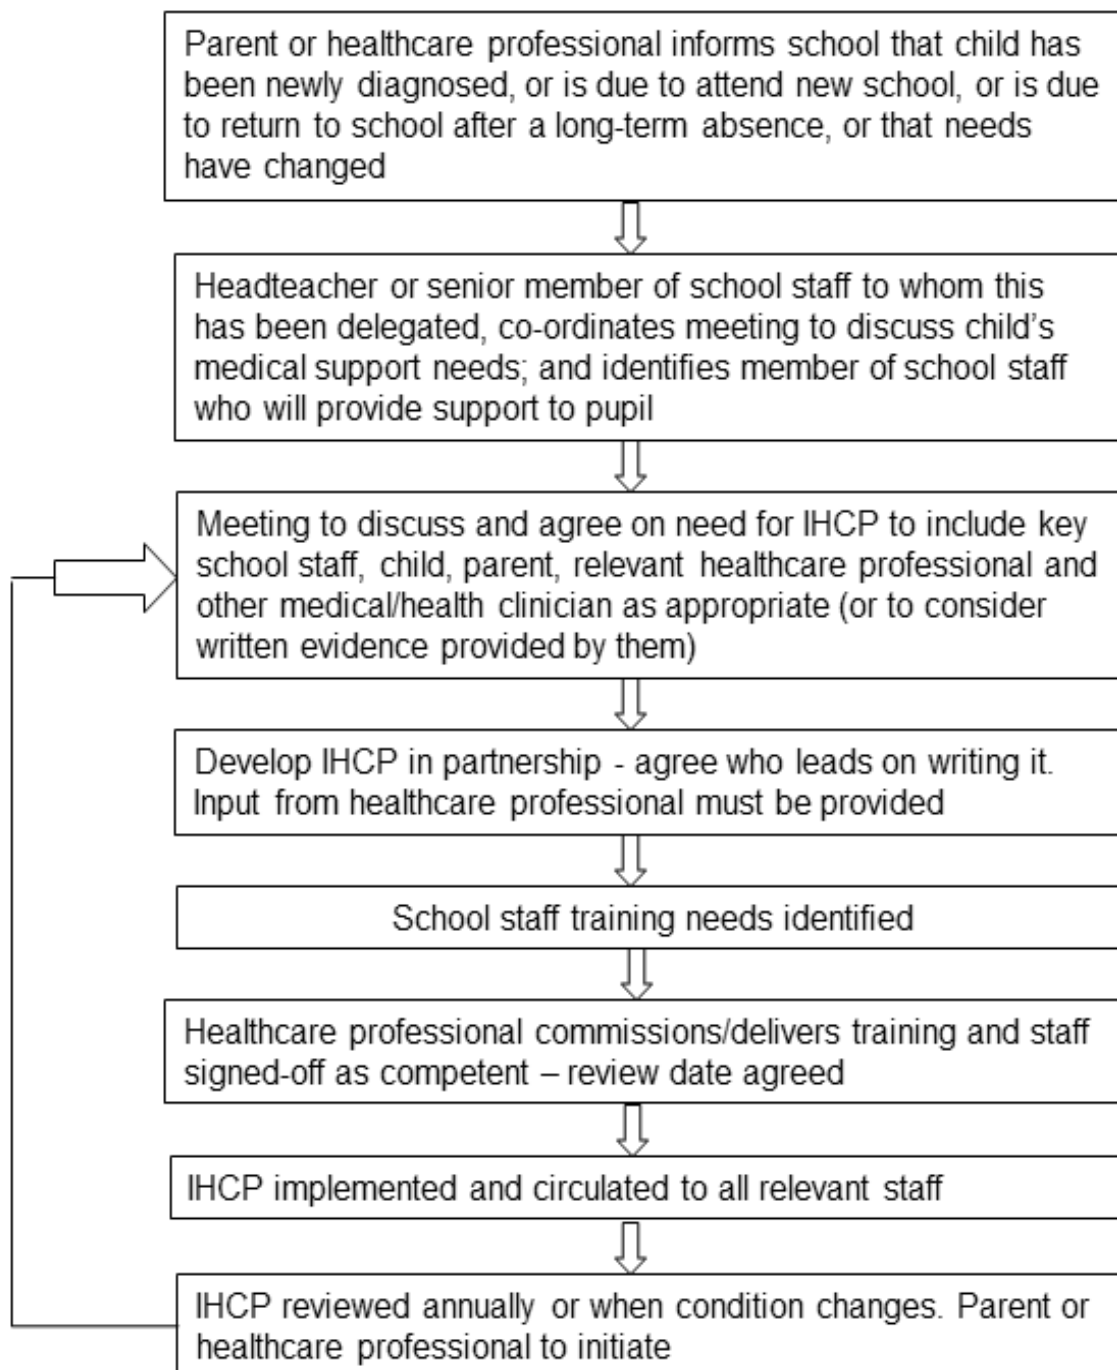 Parent or healthcare professional informs school that child has
been newly diagnosed, or is due to attend new school, or is due
to return to school after a long-term absence, or that needs
have changed
Headteacher or senior member of school staff to whom this
has been delegated, co-ordinates meeting to discuss child's
medical support needs; and identifies member of school staff
who will provide support to pupil
Meeting to discuss and agree on need for IHCP to include key
school staff, child, parent, relevant healthcare professional and
other medical/health clinician as appropriate (or to consider
written evidence provided by them)
Develop IHCP in partnership - agree who leads on writing it.
Input from healthcare professional must be provided
School staff training needs identified
Healthcare professional commissions/delivers training and staff
signed-off as competent – review date agreed
IHCP implemented and circulated to all relevant staff
IHCP reviewed annually or when condition changes. Parent or
healthcare professional to initiate